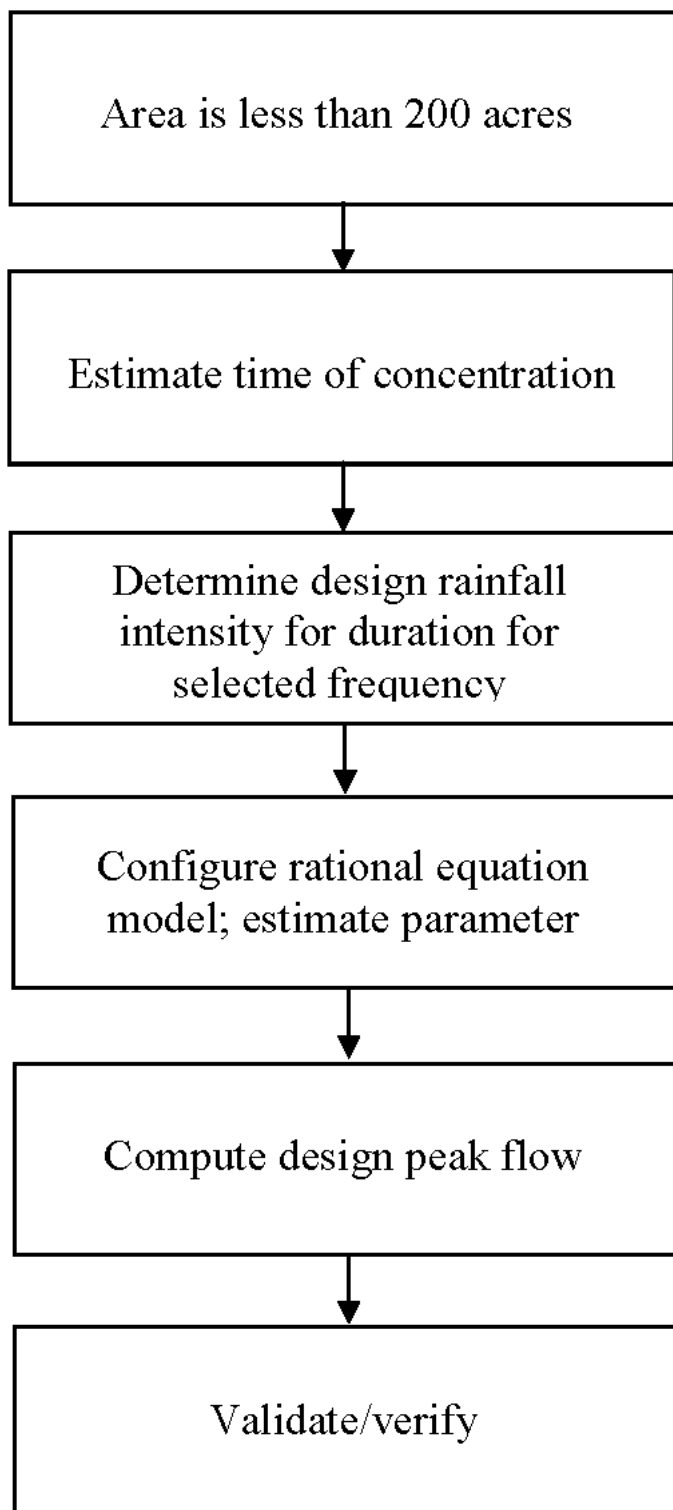 Area is less than 200 acres
Estimate time of concentration
Determine design rainfall
intensity for duration for
selected frequency
Configure rational equation
model; estimate parameter
Compute design peak flow
Validate/verify